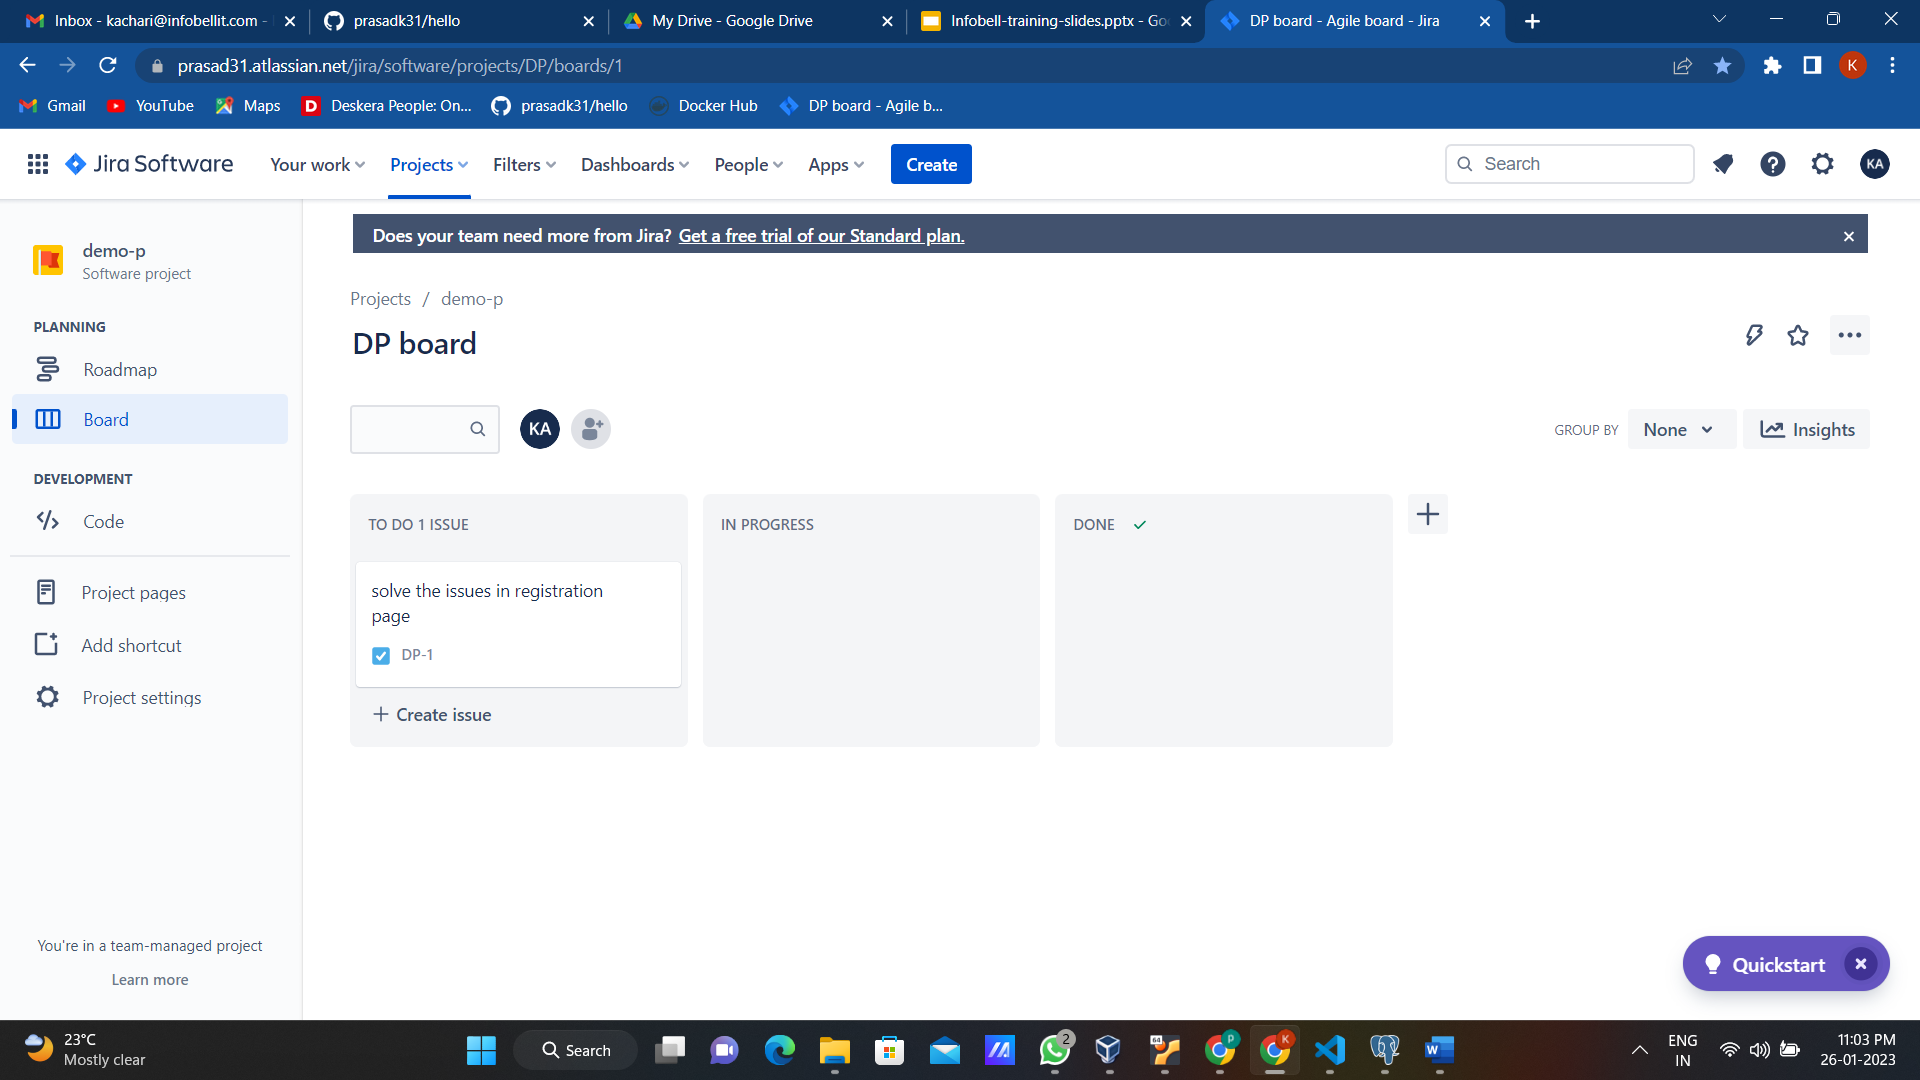 Inbox - kachari@infobellit.com -
prasadk31/hello
My Drive - Google Drive
Infobell-training-slides.pptx - Go
DP board - Agile board - Jira
prasad31.atlassian.net/jira/software/projects/DP/boards/1
K
Gmail
YouTube
Maps
D
Deskera People: On...
prasadk31/hello
Docker Hub
DP board - Agile b...
Jira Software
Your work
Projects
Filters
Dashboards
People
Apps
Create
Search
KA
demo-p
Software project
PLANNING
Roadmap
Board
DEVELOPMENT
Code
Project pages
Add shortcut
Project settings
You're in a team-managed project
Learn more
Does your team need more from Jira? Get a free trial of our Standard plan.
Projects / demo-p
DP board
KA
GROUP BY
None
Insights
TO DO 1 ISSUE
IN PROGRESS
DONE
solve the issues in registration
page
DP-1
Create issue
Quickstart
23°C
Mostly clear
Search
2
64
P
K
W
ENG
IN
11:03 PM
26-01-2023